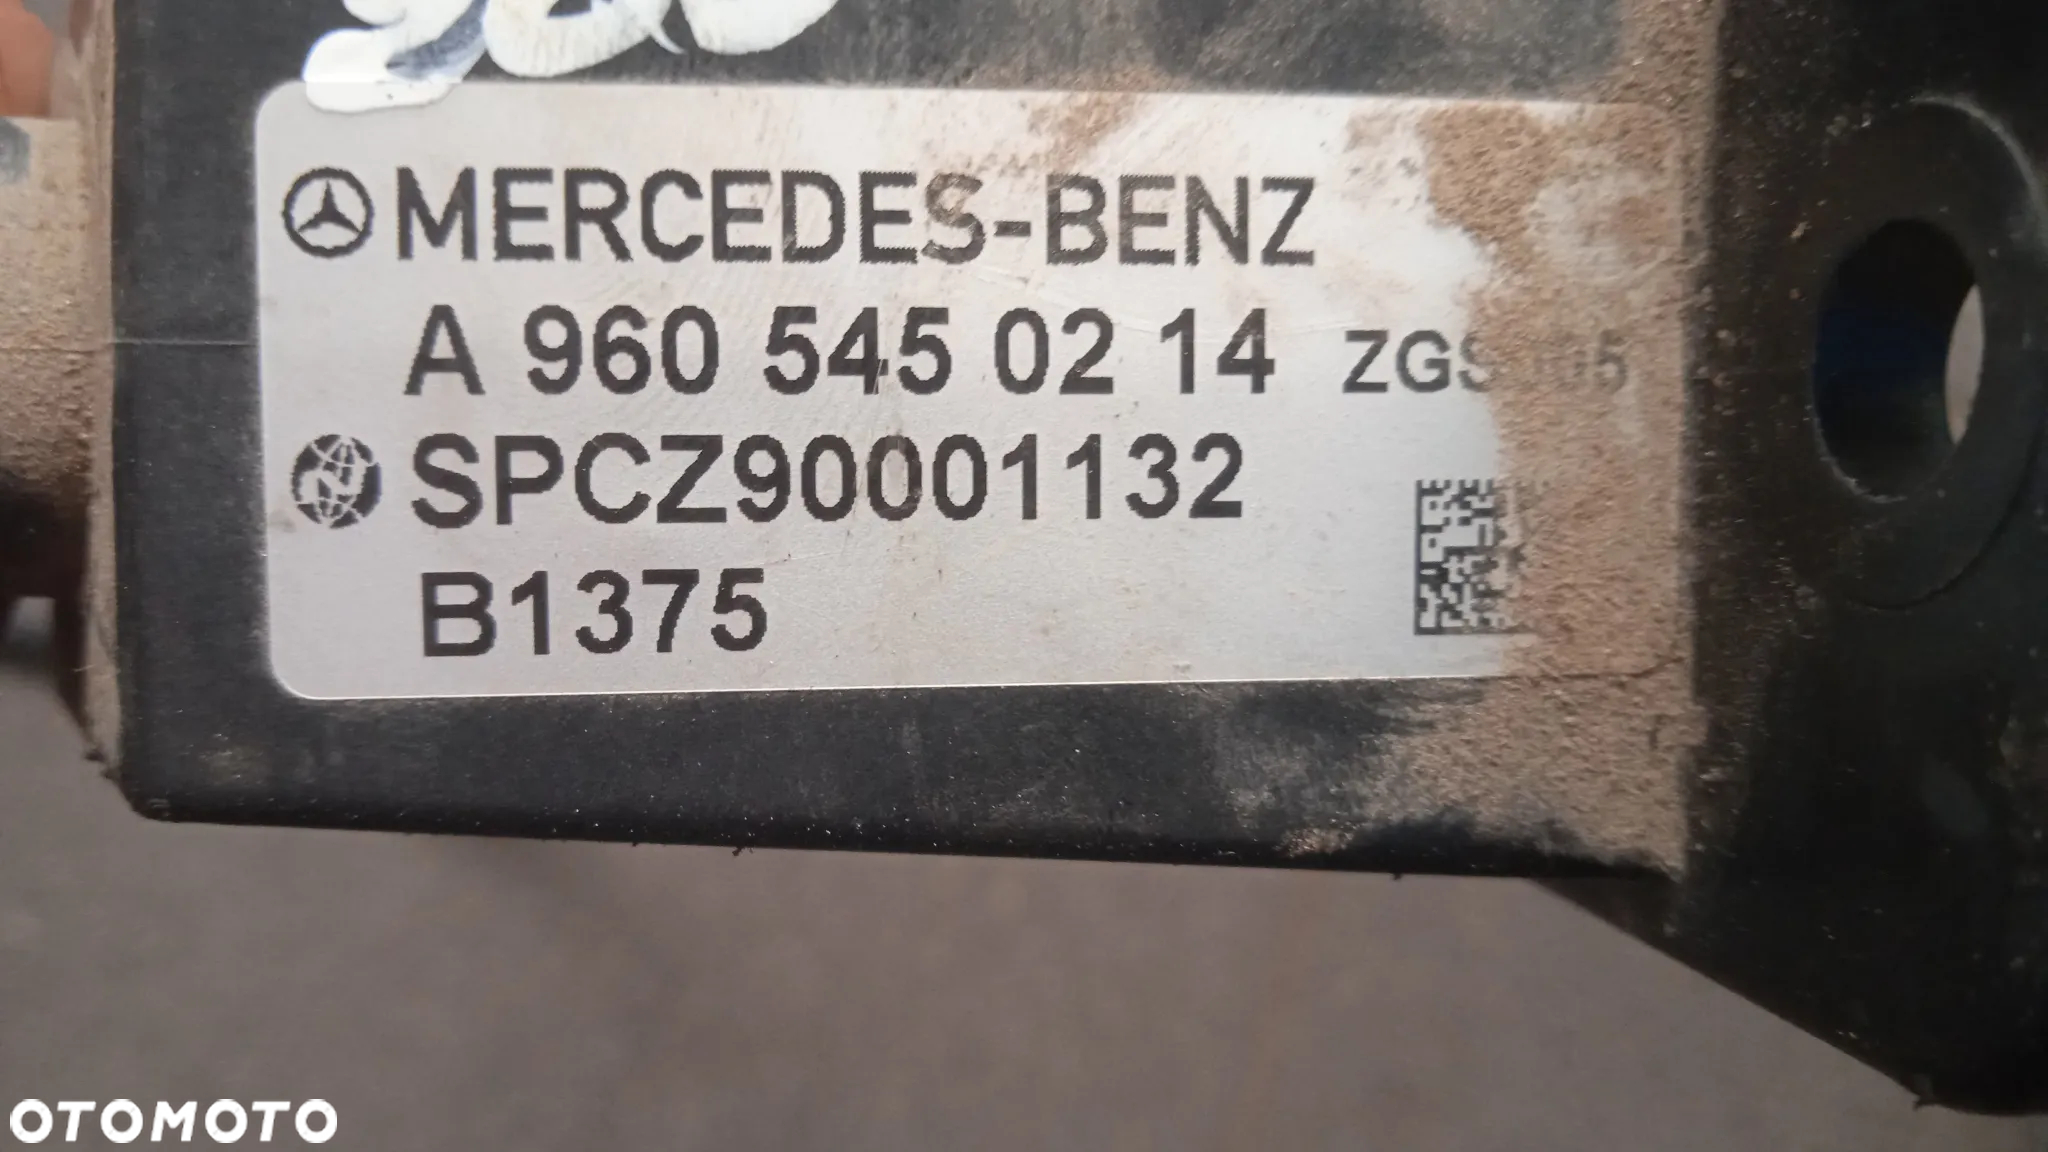 MERCEDES-BENZ
A 960 545 02 14
SPCZ90001132
B1375
OTOMOTO